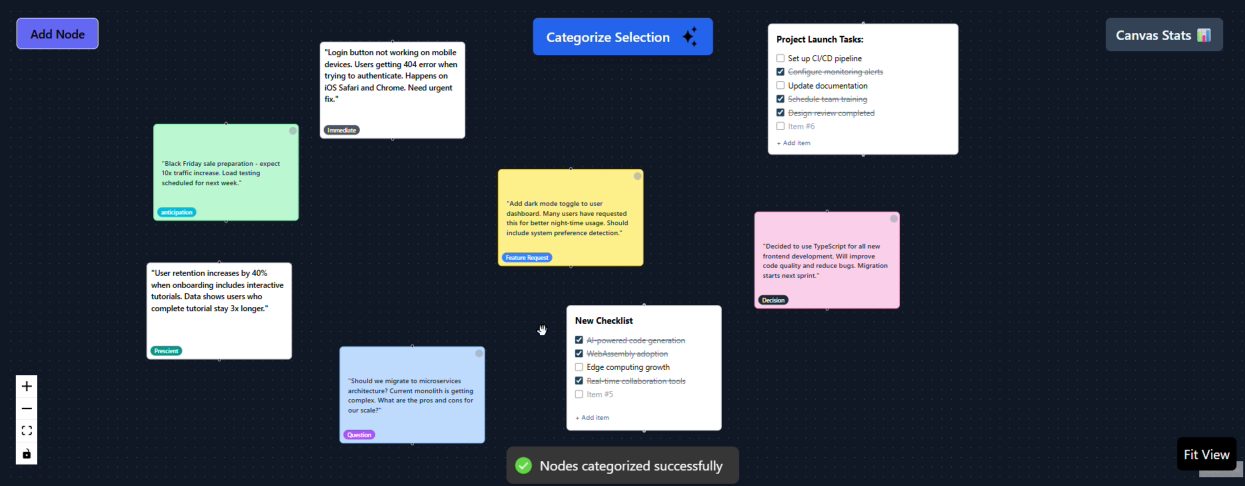 Add Node
Categorize Selection
Canvas Stats
"Login button not working on mobile
devices. Users getting 404 error when
trying to authenticate. Happens on
iOS Safari and Chrome. Need urgent
fix."
Immediate
Project Launch Tasks:
Set up CI/CD pipeline
Configure monitoring alerts
Update documentation
Schedule team training
Design review completed
Item #6
+ Add item
"Black Friday sale preparation - expect
10x traffic increase. Load testing
scheduled for next week."
anticipation
"Add dark mode toggle to user
dashboard. Many users have requested
this for better night-time usage. Should
include system preference detection."
Feature Request
"Decided to use TypeScript for all new
frontend development. Will improve
code quality and reduce bugs. Migration
starts next sprint."
Decision
"User retention increases by 40%
when onboarding includes interactive
tutorials. Data shows users who
complete tutorial stay 3x longer."
New Checklist
AI-powered code generation
WebAssembly adoption
Edge computing growth
Real-time collaboration tools
Item #5
+ Add item
"Should we migrate to microservices
architecture? Current monolith is getting
complex. What are the pros and cons for
our scale?"
Question
Nodes categorized successfully
Fit View